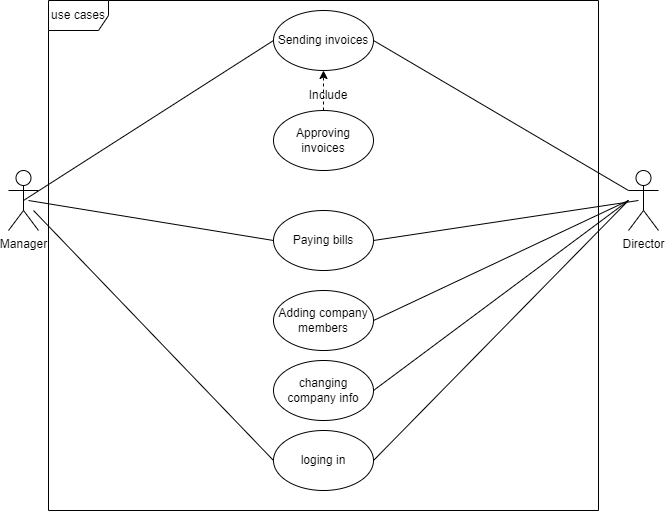 use cases
Sending invoices
Include
Approving
invoices
Manager
Director
Paying bills
Adding company
members
changing
company info
loging in